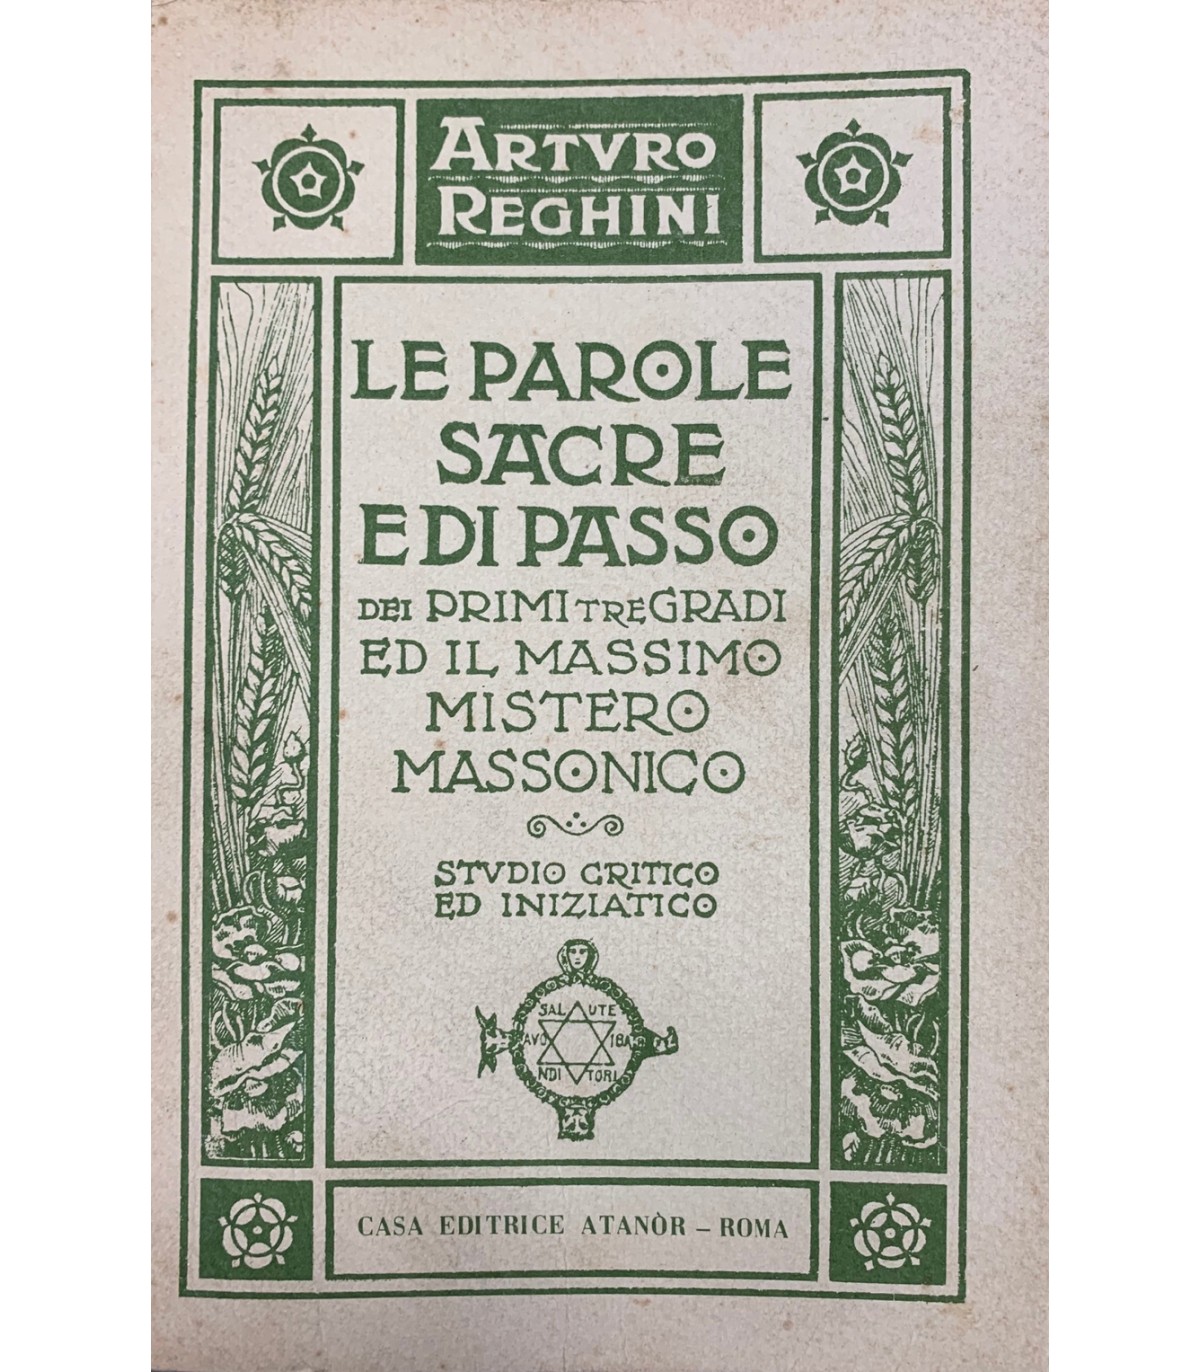 ARTVRO
REGHINI
LE PAROLE
SACRE
E DI PASSO
DEI PRIMI TRE GRADI
ED IL MASSIMO
MISTERO
MASSONICO
STVDIO CRITICO
ED INIZIATICO
SAL UTE
AVO
NDI TORI
CASA EDITRICE ATANÒR – ROMA